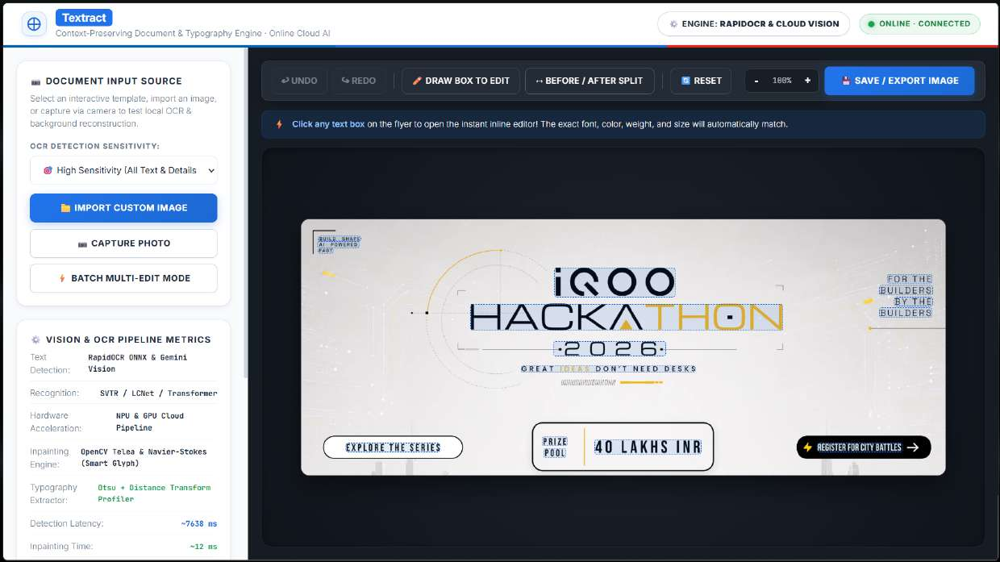 Textract
Context-Preserving Document & Typography Engine · Online Cloud AI
ENGINE: RAPIDOCR & CLOUD VISION
ONLINE · CONNECTED
DOCUMENT INPUT SOURCE
Select an interactive template, import an image,
or capture via camera to test local OCR &
background reconstruction.
OCR DETECTION SENSITIVITY:
High Sensitivity (All Text & Details
IMPORT CUSTOM IMAGE
CAPTURE PHOTO
BATCH MULTI-EDIT MODE
VISION & OCR PIPELINE METRICS
Text Detection: RapidOCR ONNX & Gemini Vision
Recognition: SVTR / LCNet / Transformer
Hardware Acceleration: NPU & GPU Cloud Pipeline
Inpainting Engine: OpenCV Telea & Navier-Stokes (Smart Glyph)
Typography Extractor: Otsu + Distance Transform Profiler
Detection Latency: ~7638 ms
Inpainting Time: ~12 ms
UNDO
REDO
DRAW BOX TO EDIT
BEFORE / AFTER SPLIT
RESET
- 100% +
SAVE / EXPORT IMAGE
Click any text box on the flyer to open the instant inline editor! The exact font, color, weight, and size will automatically match.
BUILD SHAPE
AI POWERED
FAST
iQOO
HACKATHON
·2026·
GREAT IDEAS DON'T NEED DESKS
FOR THE
BUILDERS
BY THE
BUILDERS
EXPLORE THE SERIES
PRIZE
POOL
40 LAKHS INR
REGISTER FOR CITY BATTLES